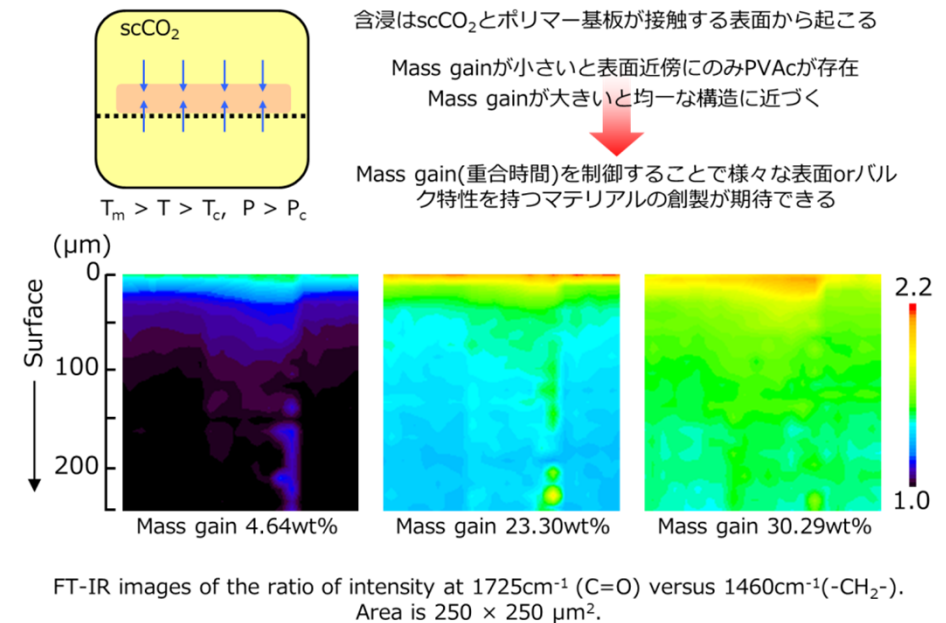 scCO₂
含浸はscCO₂とポリマー基板が接触する表面から起こる
Mass gainが小さいと表面近傍にのみPVAcが存在
Mass gainが大きいと均一な構造に近づく
Mass gain(重合時間)を制御することで様々な表面orバル
ク特性を持つマテリアルの創製が期待できる
Tₘ > T > T꜀, P > P꜀
(μm)
0
100
200
Surface
2.2
1.0
Mass gain 4.64wt%
Mass gain 23.30wt%
Mass gain 30.29wt%
FT-IR images of the ratio of intensity at 1725cm⁻¹ (C=O) versus 1460cm⁻¹(-CH₂-).
Area is 250 × 250 μm².